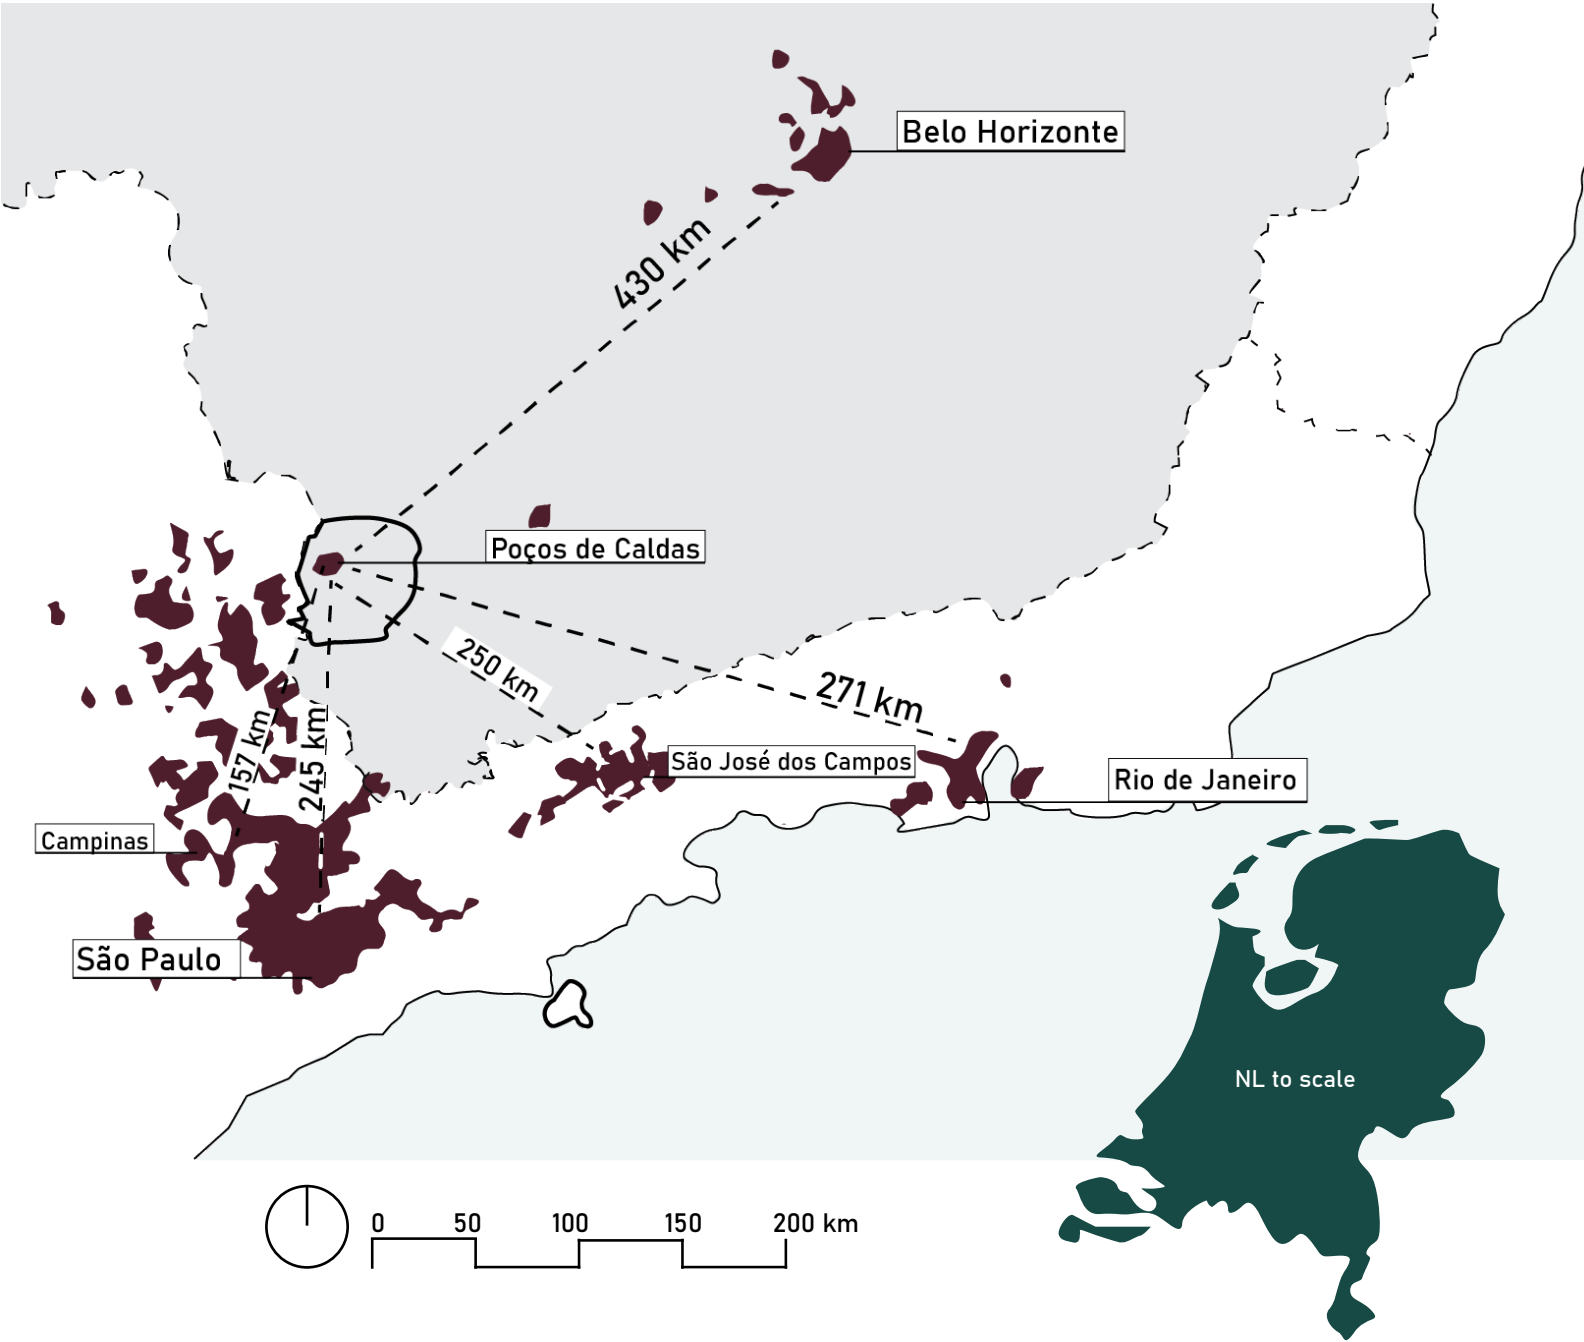 Belo Horizonte
430 km
Poços de Caldas
250 km
271 km
157 km
245 km
São José dos Campos
Rio de Janeiro
Campinas
São Paulo
NL to scale
0 50 100 150 200 km